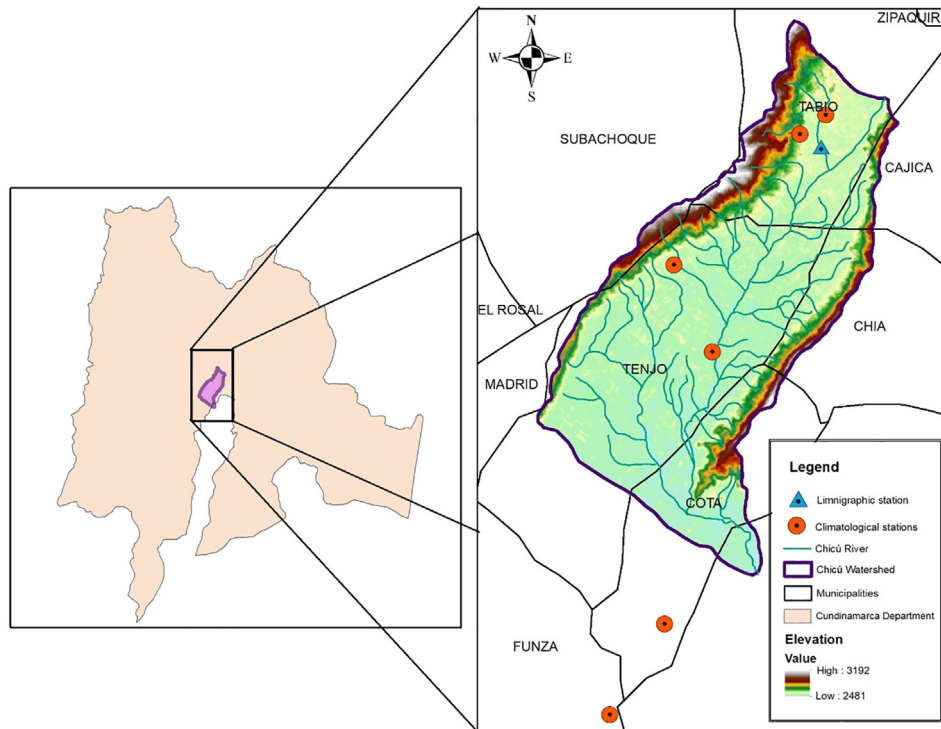 ZIPAQUIR
N
W E
S
TABIO
SUBACHOQUE
CAJICA
EL ROSAL
CHIA
TENJO
MADRID
COTA
FUNZA
Legend
Limnigraphic station
Climatological stations
Chicú River
Chicú Watershed
Municipalities
Cundinamarca Department
Elevation
Value
High : 3192
Low : 2481